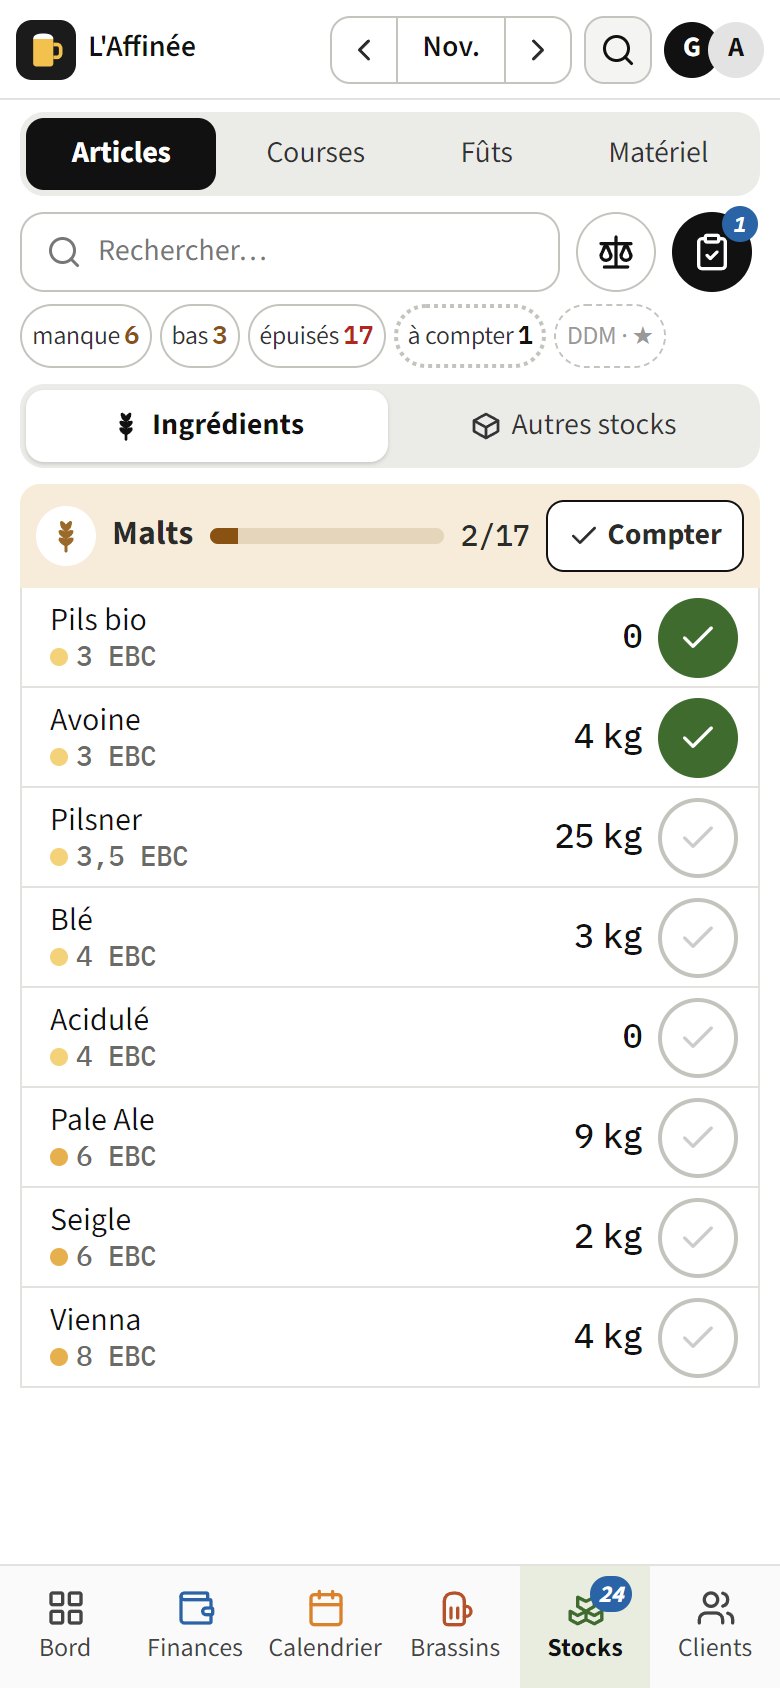 L'Affinée
Nov.
G A
Articles Courses Fûts Matériel
Rechercher…
1
manque 6 bas 3 épuisés 17 à compter 1 DDM · ★
Ingrédients Autres stocks
Malts 2/17 Compter
Pils bio
3 EBC
0
Avoine
3 EBC
4 kg
Pilsner
3,5 EBC
25 kg
Blé
4 EBC
3 kg
Acidulé
4 EBC
0
Pale Ale
6 EBC
9 kg
Seigle
6 EBC
2 kg
Vienna
8 EBC
4 kg
24
Bord Finances Calendrier Brassins Stocks Clients